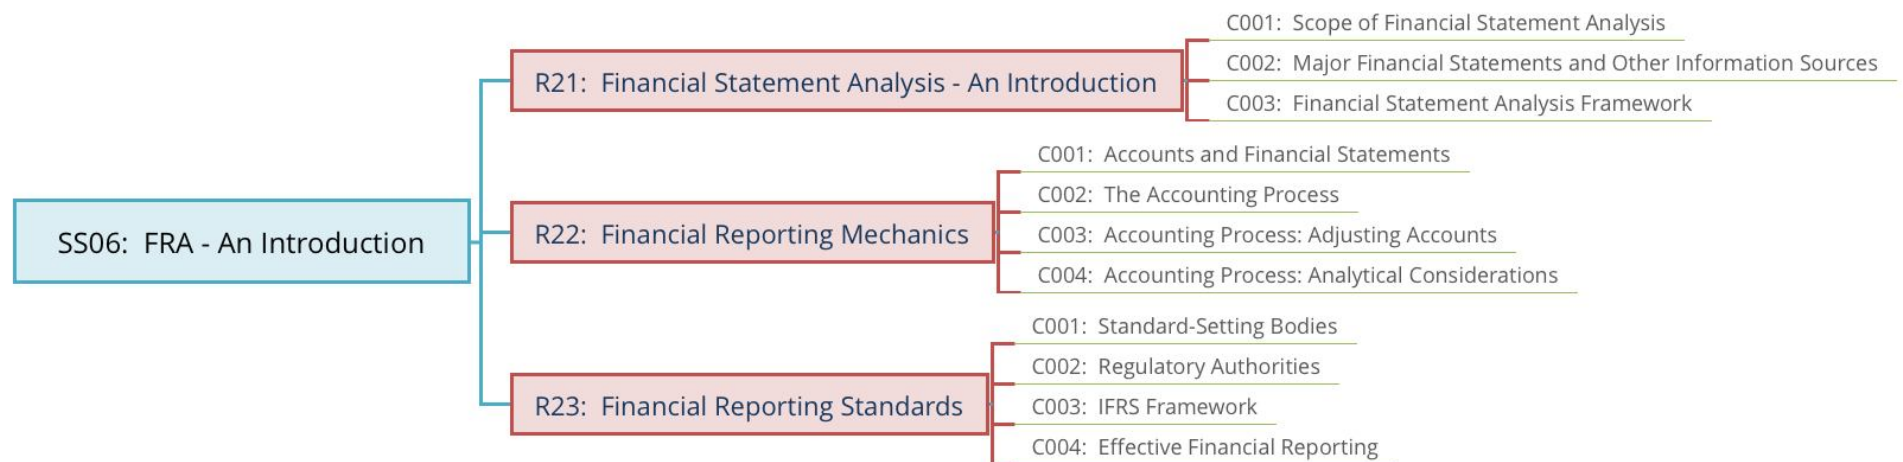 SS06: FRA - An Introduction
R21: Financial Statement Analysis - An Introduction
C001: Scope of Financial Statement Analysis
C002: Major Financial Statements and Other Information Sources
C003: Financial Statement Analysis Framework
R22: Financial Reporting Mechanics
C001: Accounts and Financial Statements
C002: The Accounting Process
C003: Accounting Process: Adjusting Accounts
C004: Accounting Process: Analytical Considerations
R23: Financial Reporting Standards
C001: Standard-Setting Bodies
C002: Regulatory Authorities
C003: IFRS Framework
C004: Effective Financial Reporting